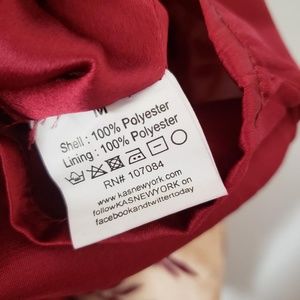 M
Shell : 100% Polyester
Lining : 100% Polyester
RN# 107084
www.kasnewyork.com
followKASNEWYORK on
facebookandtwittertoday